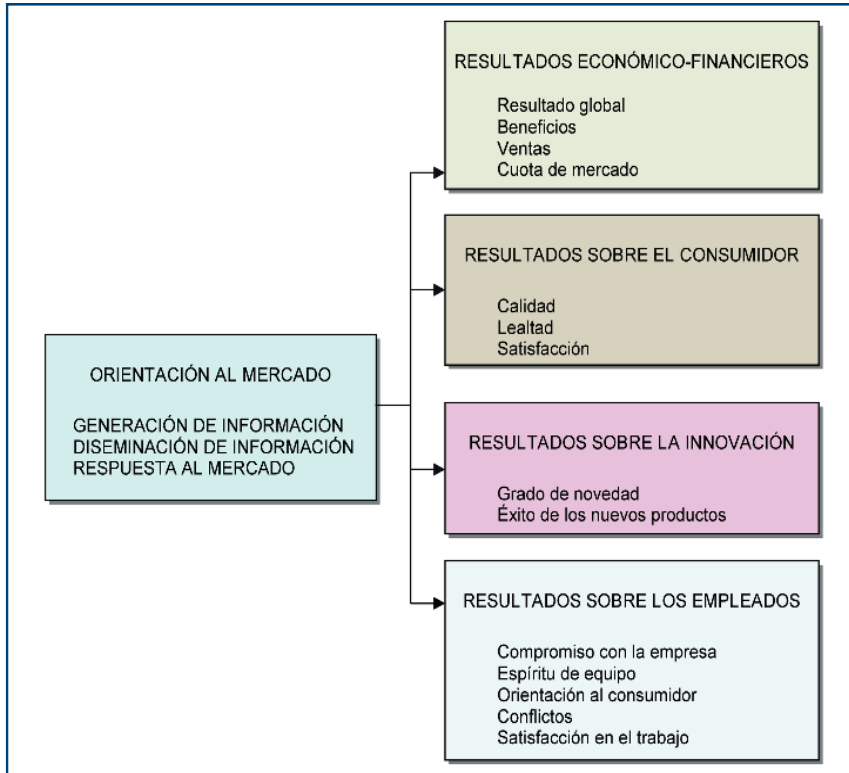 ORIENTACIÓN AL MERCADO
GENERACIÓN DE INFORMACIÓN
DISEMINACIÓN DE INFORMACIÓN
RESPUESTA AL MERCADO
RESULTADOS ECONÓMICO-FINANCIEROS
Resultado global
Beneficios
Ventas
Cuota de mercado
RESULTADOS SOBRE EL CONSUMIDOR
Calidad
Lealtad
Satisfacción
RESULTADOS SOBRE LA INNOVACIÓN
Grado de novedad
Éxito de los nuevos productos
RESULTADOS SOBRE LOS EMPLEADOS
Compromiso con la empresa
Espíritu de equipo
Orientación al consumidor
Conflictos
Satisfacción en el trabajo